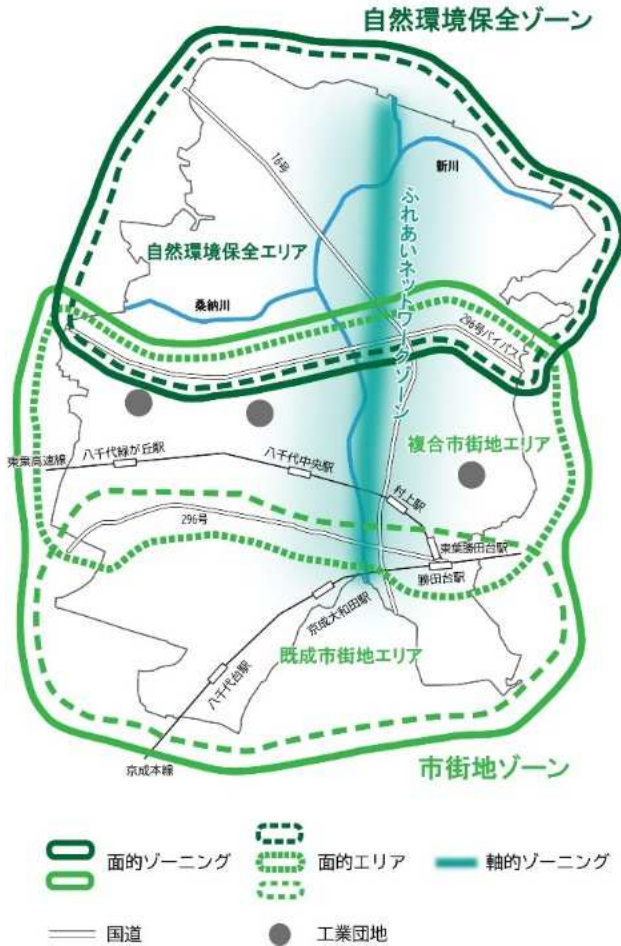 自然環境保全ゾーン
16号
新川
自然環境保全エリア
ふれあいネットワークゾーン
桑納川
296号バイパス
複合市街地エリア
八千代緑が丘駅
東葉高速線
八千代中央駅
村上駅
296号
東葉勝田台駅
勝田台駅
京成大和田駅
既成市街地エリア
八千代台駅
京成本線
市街地ゾーン
面的ゾーニング 面的エリア 軸的ゾーニング
国道 工業団地